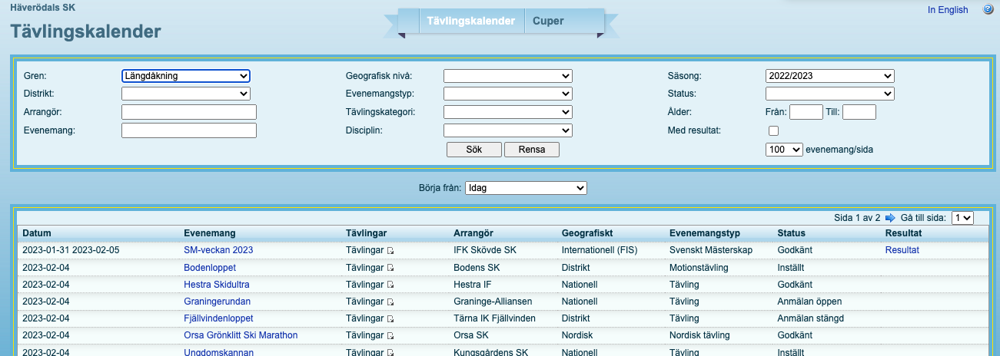 Häverödals SK
Tävlingskalender
Tävlingskalender Cuper
In English
Gren: Längdåkning Geografisk nivå: Säsong: 2022/2023
Distrikt: Evenemangstyp: Status:
Arrangör: Tävlingskategori: Ålder: Från: Till:
Evenemang: Disciplin: Med resultat:
Sök Rensa 100 evenemang/sida
Börja från: Idag
Sida 1 av 2 Gå till sida: 1
Datum Evenemang Tävlingar Arrangör Geografiskt Evenemangstyp Status Resultat
2023-01-31 2023-02-05 SM-veckan 2023 Tävlingar IFK Skövde SK Internationell (FIS) Svenskt Mästerskap Godkänt Resultat
2023-02-04 Bodenloppet Tävlingar Bodens SK Distrikt Motionstävling Inställt
2023-02-04 Hestra Skidultra Tävlingar Hestra IF Nationell Tävling Godkänt
2023-02-04 Graningerundan Tävlingar Graninge-Alliansen Nationell Tävling Anmälan öppen
2023-02-04 Fjällvindenloppet Tävlingar Tärna IK Fjällvinden Distrikt Tävling Anmälan stängd
2023-02-04 Orsa Grönklitt Ski Marathon Tävlingar Orsa SK Nordisk Nordisk tävling Godkänt
2023-02-04 Ungdomskannan Tävlingar Kungsgårdens SK Nationell Tävling Inställt